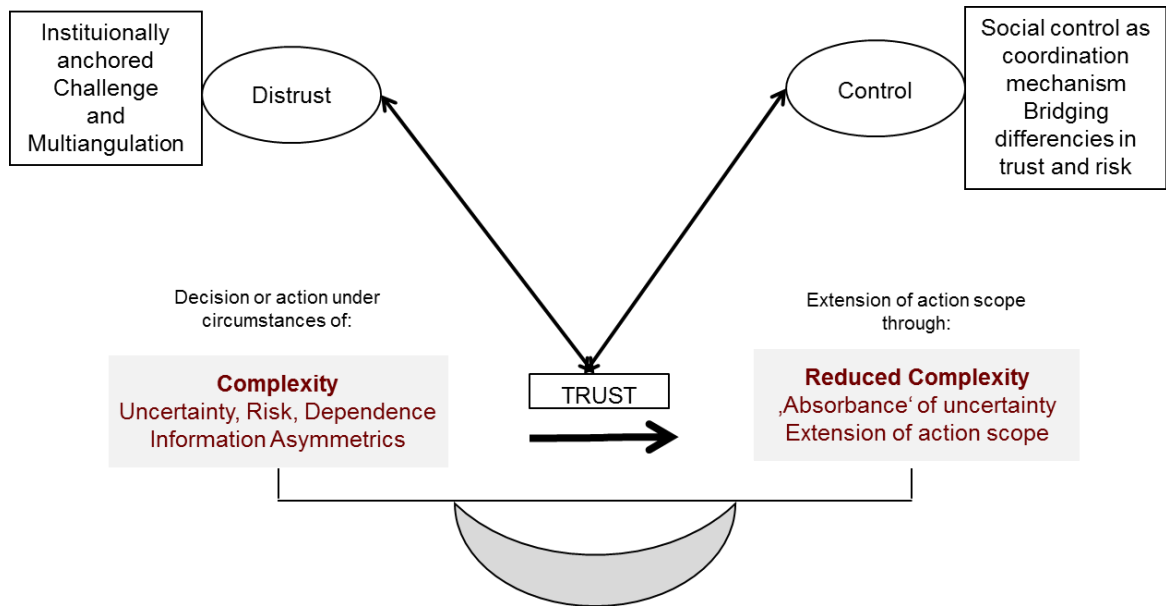 Instituionally
anchored
Challenge
and
Multiangulation
Distrust
Control
Social control as
coordination
mechanism
Bridging
differencies in
trust and risk
Decision or action under
circumstances of:
Extension of action scope
through:
Complexity
Uncertainty, Risk, Dependence
Information Asymmetrics
TRUST
Reduced Complexity
‚Absorbance‘ of uncertainty
Extension of action scope